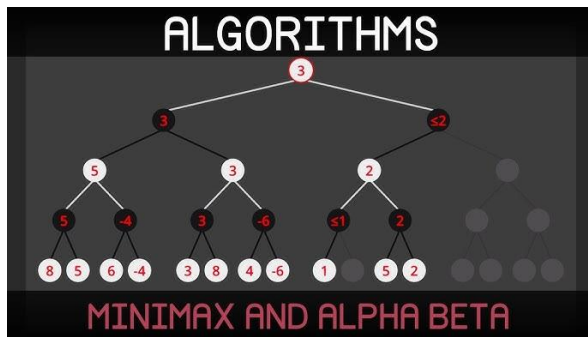 ALGORITHMS
3
3 ≤2
5 3 2
5 -4 3 -6 ≤1 2
8 5 6 -4 3 8 4 -6 1 5 2
MINIMAX AND ALPHA BETA